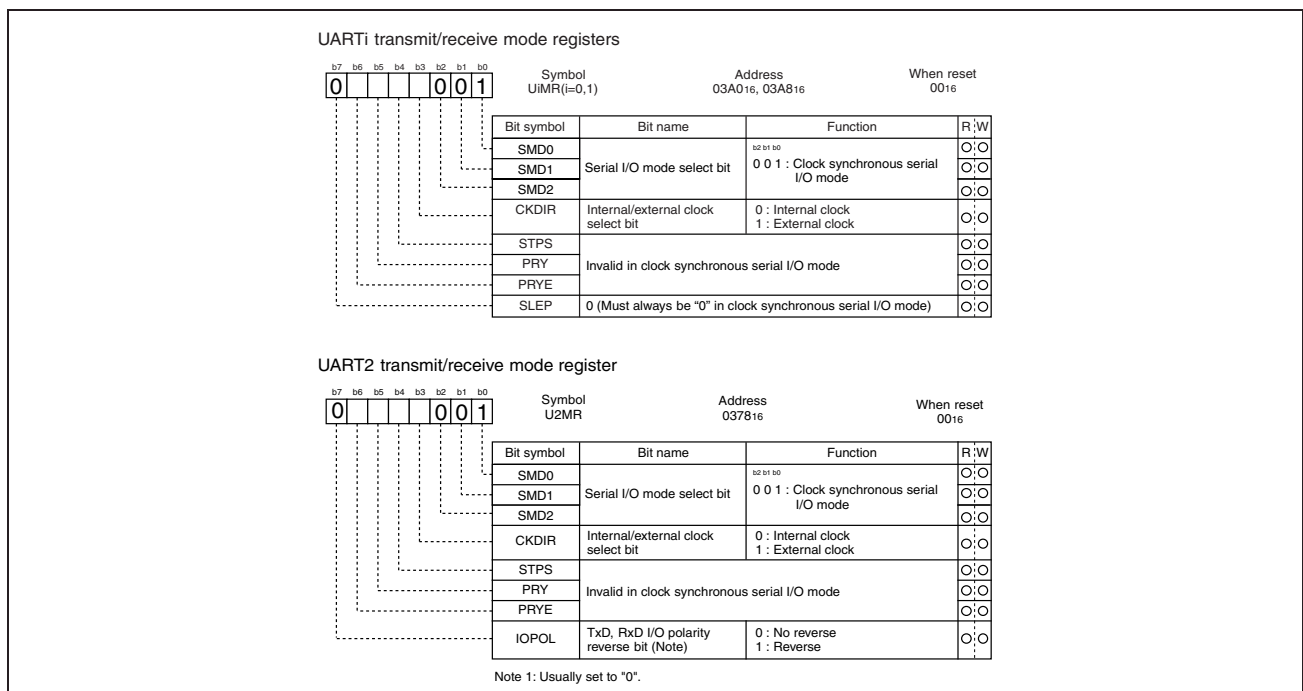 UARTi transmit/receive mode registers
b7 b6 b5 b4 b3 b2 b1 b0
0 0 0 1
Symbol Address When reset
UiMR(i=0,1) 03A016, 03A816 0016
Bit symbol Bit name Function R W
SMD0
SMD1
SMD2
Serial I/O mode select bit
b2 b1 b0
0 0 1 : Clock synchronous serial
I/O mode
CKDIR
Internal/external clock
select bit
0 : Internal clock
1 : External clock
STPS
PRY
PRYE
Invalid in clock synchronous serial I/O mode
SLEP 0 (Must always be “0” in clock synchronous serial I/O mode)
UART2 transmit/receive mode register
b7 b6 b5 b4 b3 b2 b1 b0
0 0 0 1
Symbol Address When reset
U2MR 037816 0016
Bit symbol Bit name Function R W
SMD0
SMD1
SMD2
Serial I/O mode select bit
b2 b1 b0
0 0 1 : Clock synchronous serial
I/O mode
CKDIR
Internal/external clock
select bit
0 : Internal clock
1 : External clock
STPS
PRY
PRYE
Invalid in clock synchronous serial I/O mode
IOPOL
TxD, RxD I/O polarity
reverse bit (Note)
0 : No reverse
1 : Reverse
Note 1: Usually set to "0".